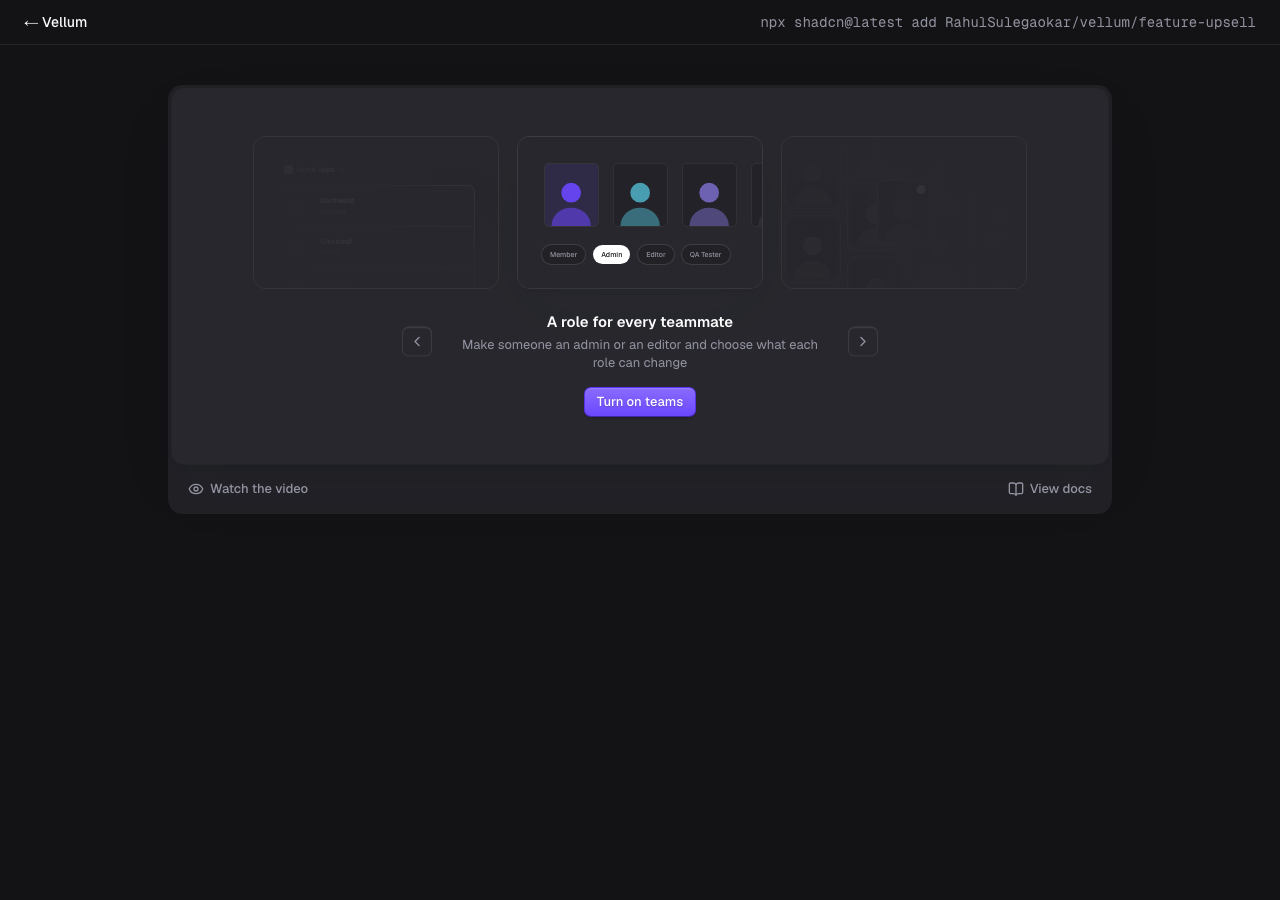 ← Vellum
npx shadcn@latest add RahulSulegaokar/vellum/feature-upsell
Member
Admin
Editor
QA Tester
A role for every teammate
Make someone an admin or an editor and choose what each
role can change
Turn on teams
Watch the video
View docs